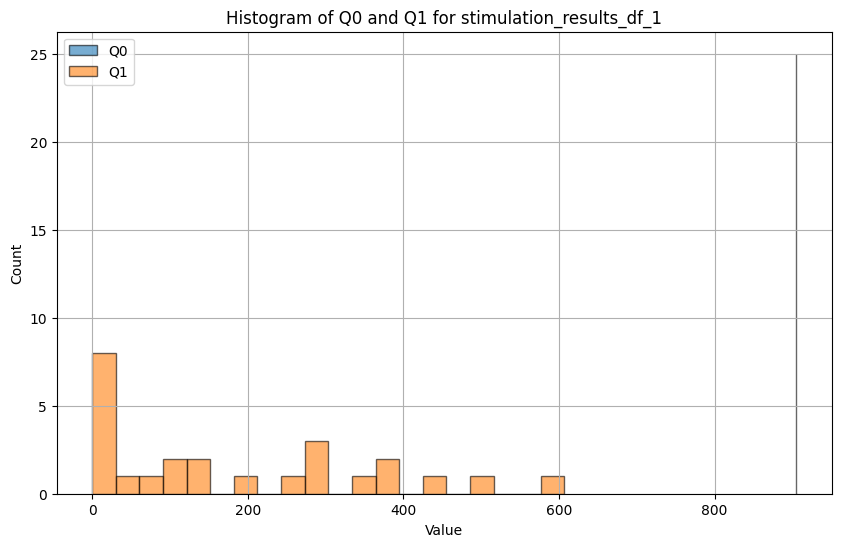 Histogram of Q0 and Q1 for stimulation_results_df_1
Q0
Q1
25
20
15
10
5
0
Count
0 200 400 600 800
Value